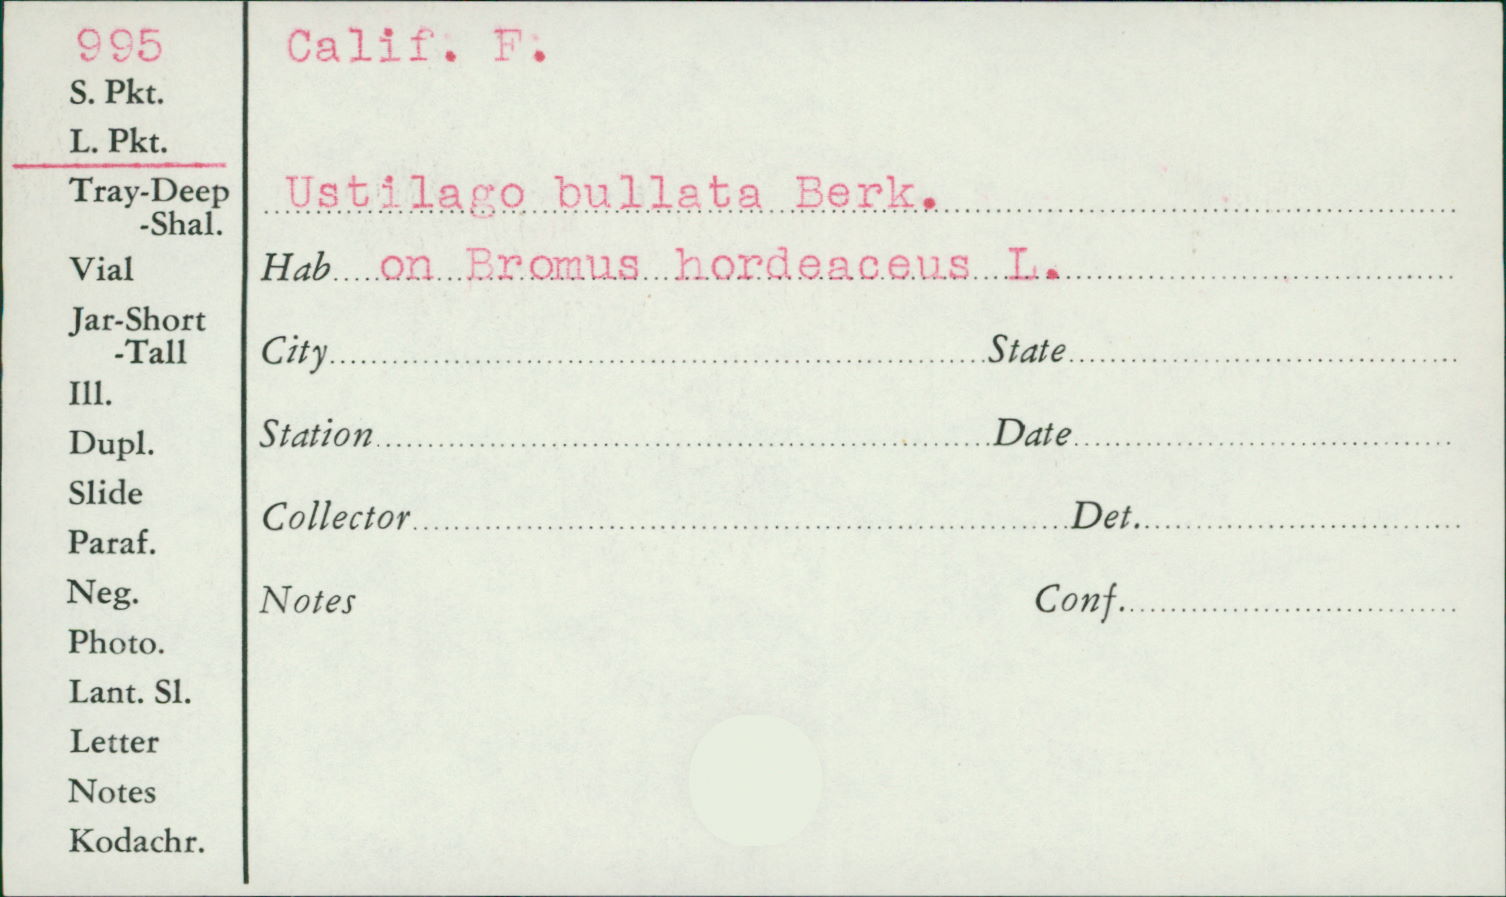 995
S. Pkt.
L. Pkt.
Tray-Deep
-Shal.
Vial
Jar-Short
-Tall
Ill.
Dupl.
Slide
Paraf.
Neg.
Photo.
Lant. Sl.
Letter
Notes
Kodachr.
Calif. F.
Ustilago bullata Berk.
Hab on Bromus hordeaceus L.
City State
Station Date
Collector Det.
Notes Conf.